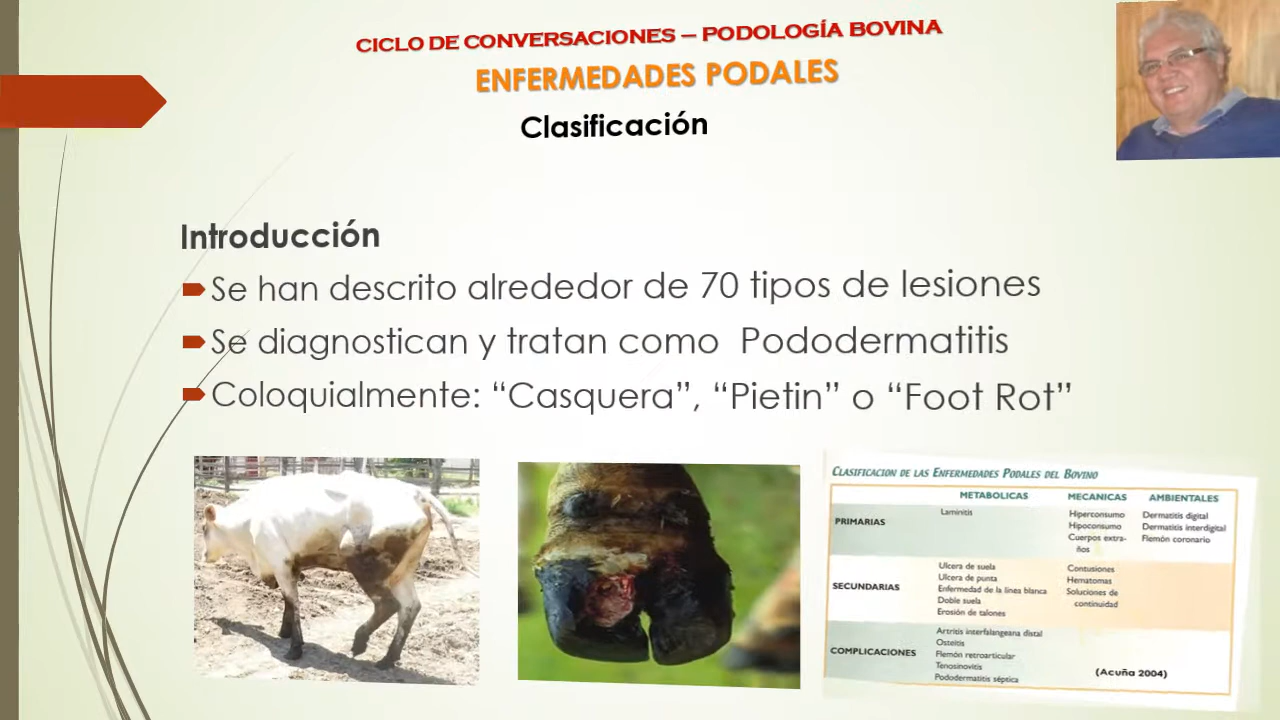 CICLO DE CONVERSACIONES – PODOLOGÍA BOVINA
ENFERMEDADES PODALES
Clasificación
Introducción
Se han descrito alrededor de 70 tipos de lesiones
Se diagnostican y tratan como Pododermatitis
Coloquialmente: “Casquera”, “Pietin” o “Foot Rot”
CLASIFICACION DE LAS ENFERMEDADES PODALES DEL BOVINO
METABOLICAS MECANICAS AMBIENTALES
PRIMARIAS
Laminitis
Hiperconsumo
Hipoconsumo
Cuerpos extra-
ños
Dermatitis digital
Dermatitis interdigital
Flemón coronario
SECUNDARIAS
Ulcera de suela
Ulcera de punta
Enfermedad de la línea blanca
Doble suela
Erosión de talones
Contusiones
Hematomas
Soluciones de
continuidad
COMPLICACIONES
Artritis interfalangeana distal
Osteitis
Flemón retroarticular
Tenosinovitis
Pododermatitis séptica
(Acuña 2004)